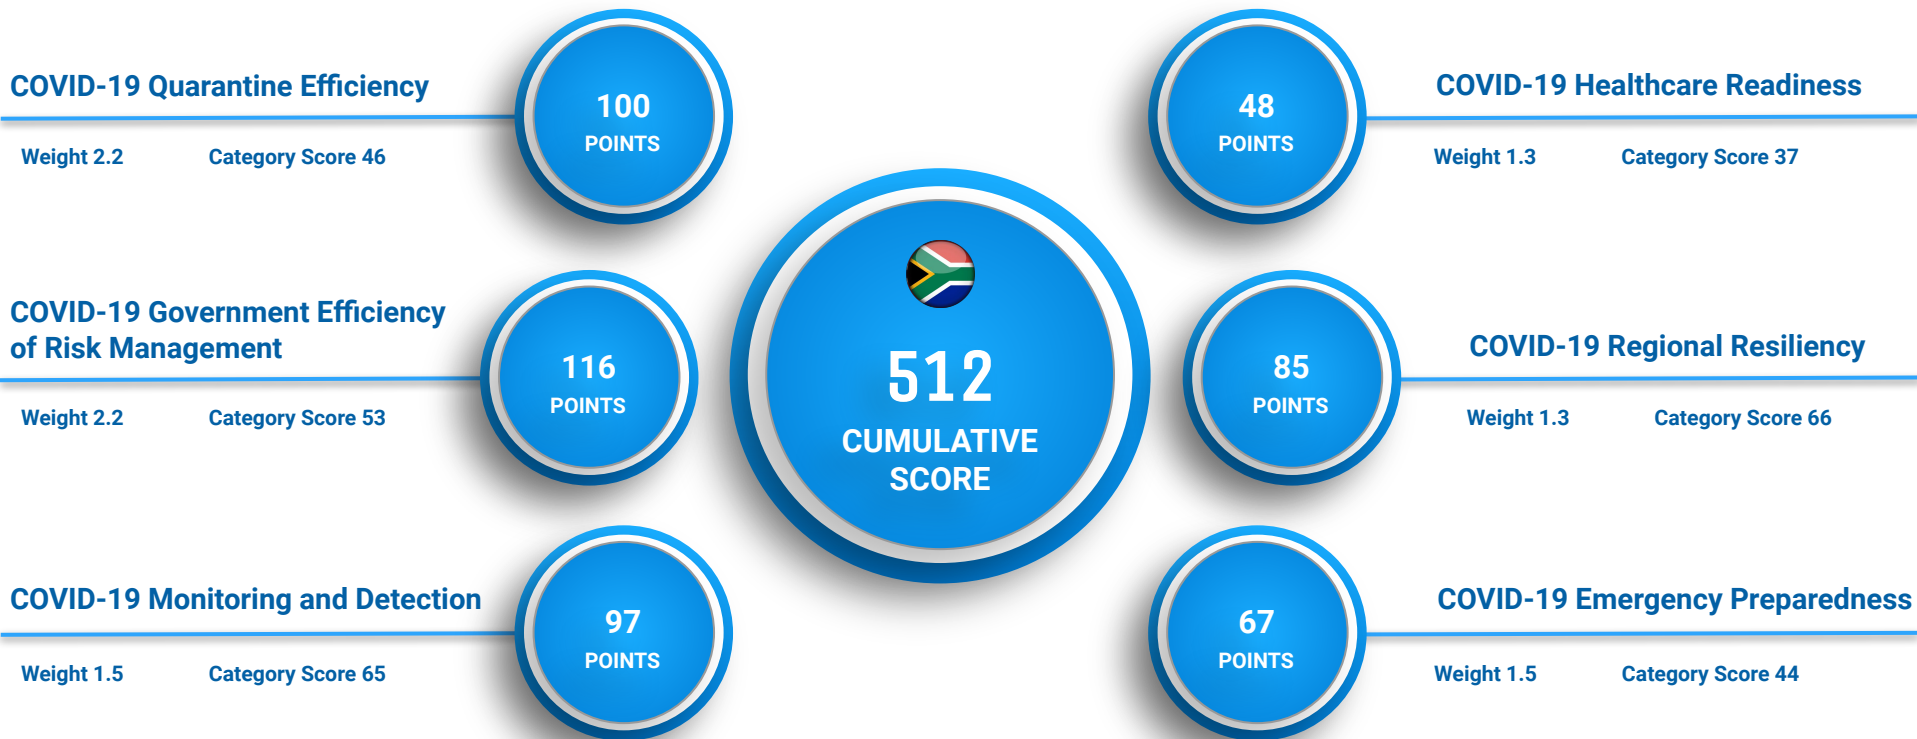 COVID-19 Quarantine Efficiency
Weight 2.2 Category Score 46
100
POINTS
COVID-19 Government Efficiency
of Risk Management
Weight 2.2 Category Score 53
116
POINTS
COVID-19 Monitoring and Detection
Weight 1.5 Category Score 65
97
POINTS
512
CUMULATIVE
SCORE
48
POINTS
COVID-19 Healthcare Readiness
Weight 1.3 Category Score 37
85
POINTS
COVID-19 Regional Resiliency
Weight 1.3 Category Score 66
67
POINTS
COVID-19 Emergency Preparedness
Weight 1.5 Category Score 44